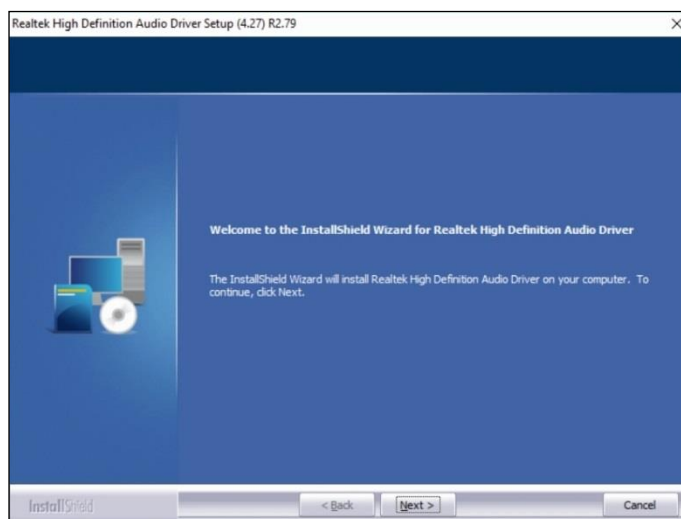 Realtek High Definition Audio Driver Setup (4.27) R2.79
Welcome to the InstallShield Wizard for Realtek High Definition Audio Driver
The InstallShield Wizard will install Realtek High Definition Audio Driver on your computer. To
continue, click Next.
InstallShield
< Back
Next >
Cancel